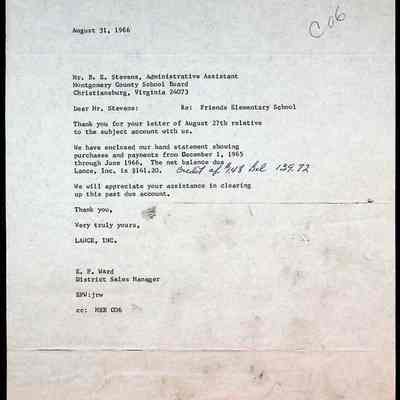 C06
August 31, 1966
Mr. B. E. Stevens, Administrative Assistant
Montgomery County School Board
Christiansburg, Virginia 24073
Dear Mr. Stevens: Re: Friends Elementary School
Thank you for your letter of August 27th relative
to the subject account with us.
We have enclosed our hand statement showing
purchases and payments from December 1, 1965
through June 1966. The net balance due
Lance, Inc. is $161.20. Credit of Bal 139.72
We will appreciate your assistance in clearing
up this past due account.
Thank you,
Very truly yours,
LANCE, INC.
E. P. Ward
District Sales Manager
EPW:jrw
cc: C06